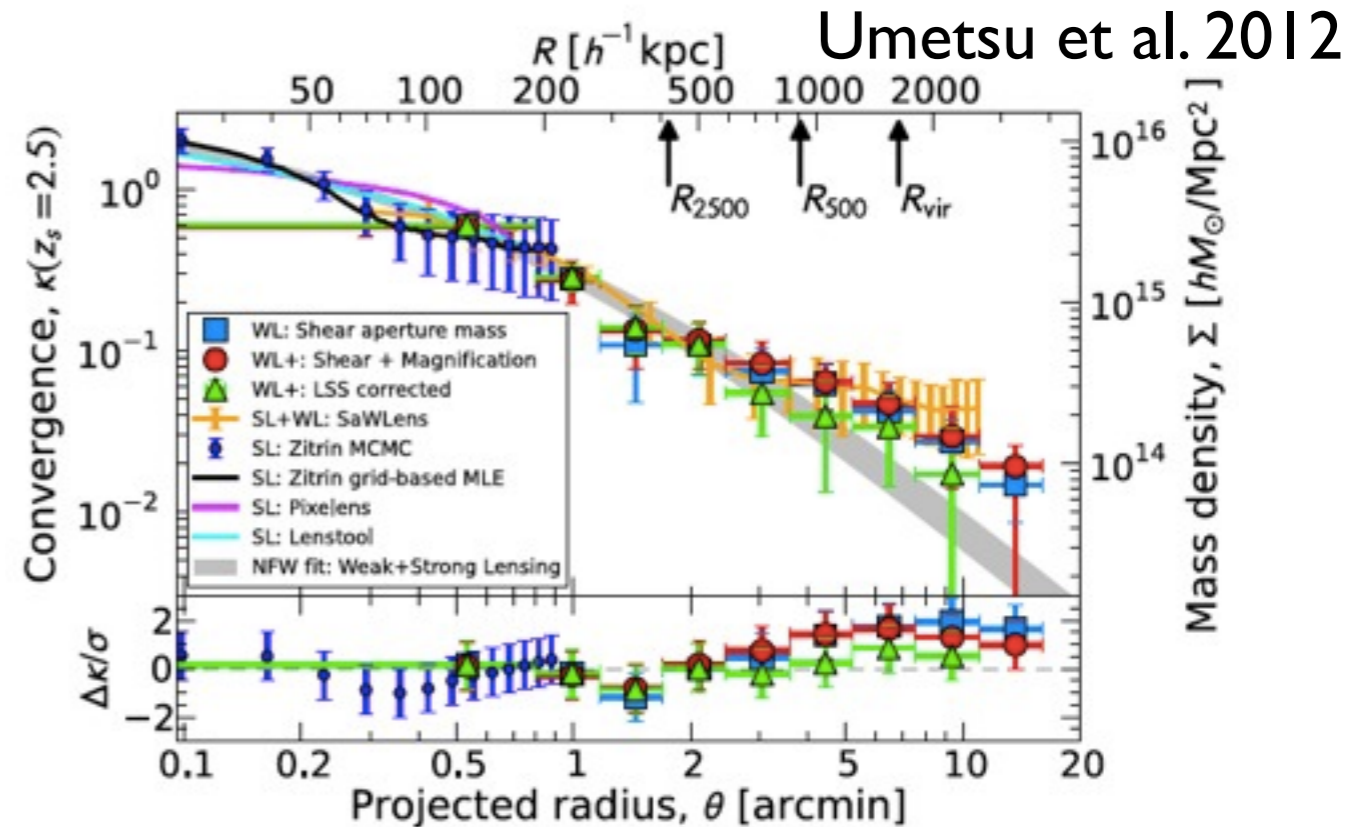 Umetsu et al. 2012
R [h⁻¹ kpc]
50 100 200 500 1000 2000
Convergence, κ(z_s=2.5)
10⁰
10⁻¹
10⁻²
R₂₅₀₀ R₅₀₀ R_vir
WL: Shear aperture mass
WL+: Shear + Magnification
WL+: LSS corrected
SL+WL: SaWLens
SL: Zitrin MCMC
SL: Zitrin grid-based MLE
SL: Pixelens
SL: Lenstool
NFW fit: Weak+Strong Lensing
10¹⁶
10¹⁵
10¹⁴
Mass density, Σ [hM⊙/Mpc²]
Δκ/σ
2
0
−2
0.1 0.2 0.5 1 2 5 10 20
Projected radius, θ [arcmin]